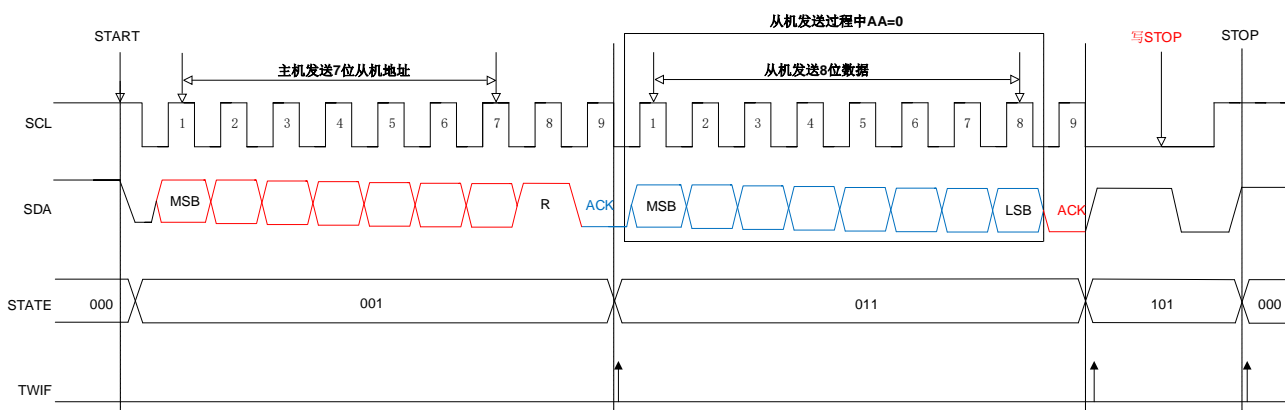 从机发送过程中AA=0
START
写STOP
STOP
主机发送7位从机地址
从机发送8位数据
SCL
1 2 3 4 5 6 7 8 9 1 2 3 4 5 6 7 8 9
SDA
MSB R ACK MSB LSB ACK
STATE 000 001 011 101 000
TWIF